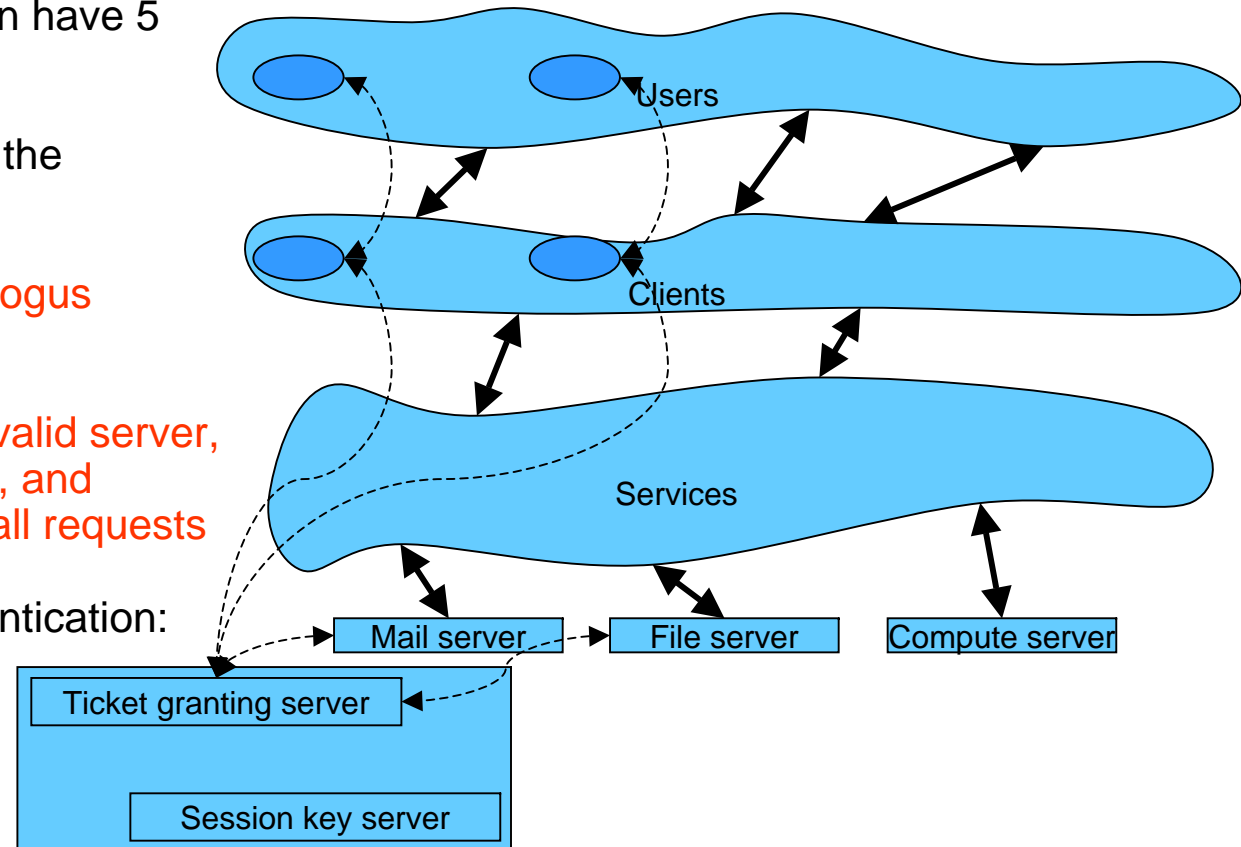 n have 5
the
ogus
valid server,
, and
all requests
entication:
Users
Clients
Services
Mail server
File server
Compute server
Ticket granting server
Session key server